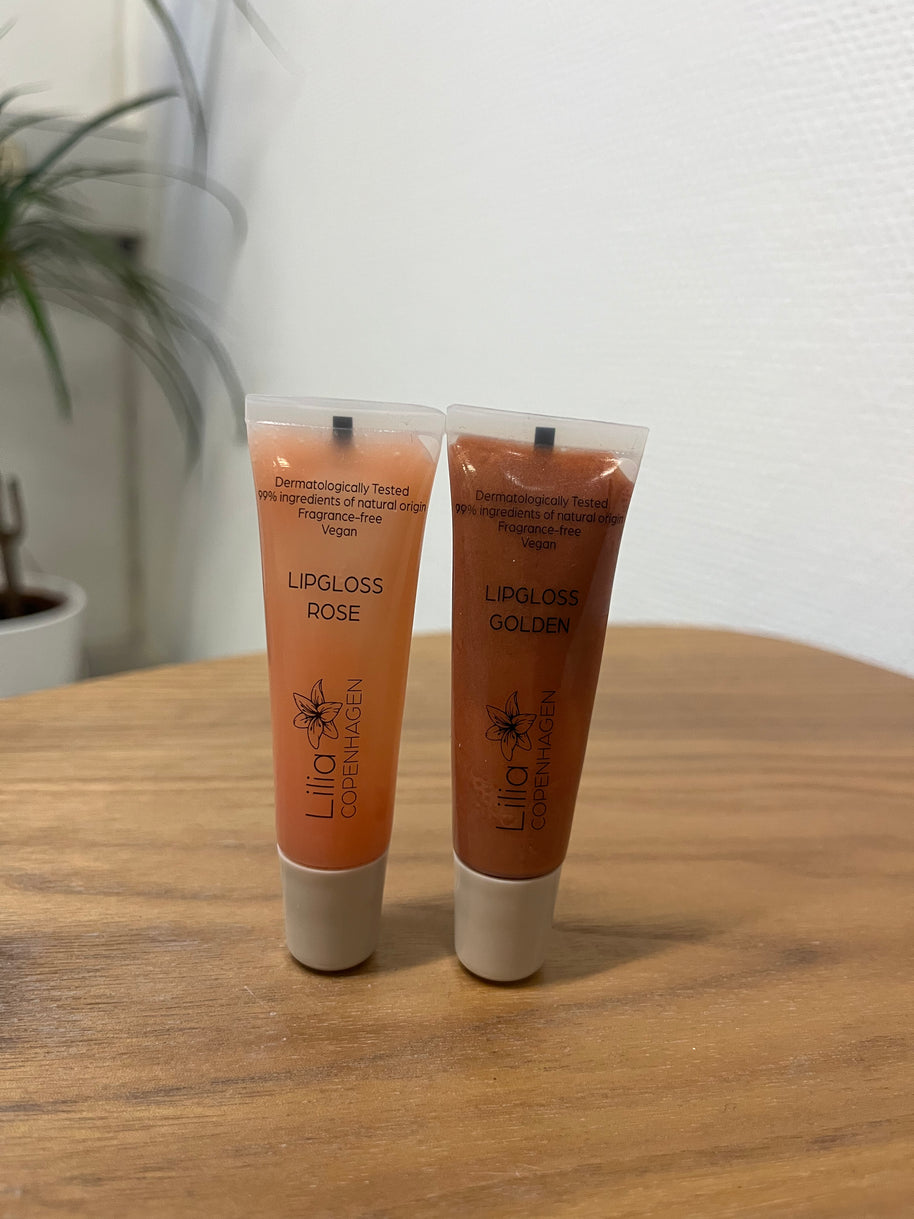 Dermatologically Tested
99% ingredients of natural origin
Fragrance-free
Vegan
LIPGLOSS
ROSE
Lilia
COPENHAGEN
Dermatologically Tested
99% ingredients of natural origin
Fragrance-free
Vegan
LIPGLOSS
GOLDEN
Lilia
COPENHAGEN